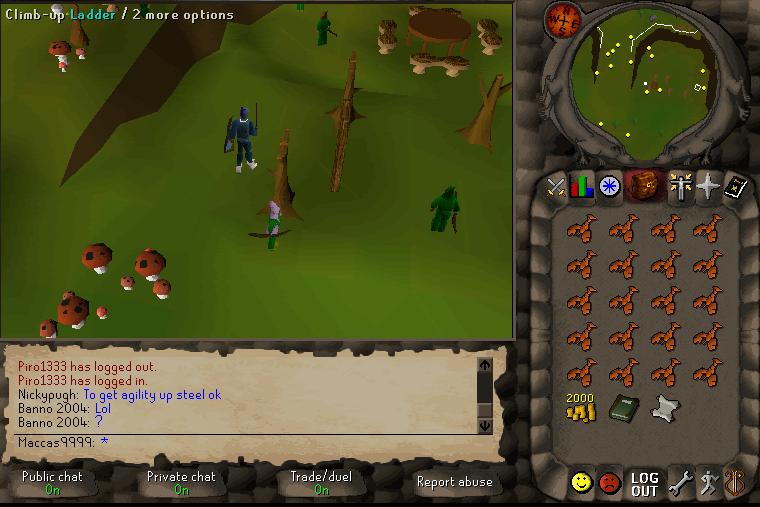 Climb-up Ladder / 2 more options
Piro1333 has logged out.
Piro1333 has logged in.
Nickypugh: To get agility up steel ok
Banno 2004: Lol
Banno 2004: ?
Maccas9999: *
2000
Public chat
On
Private chat
On
Trade/duel
On
Report abuse
LOG
OUT